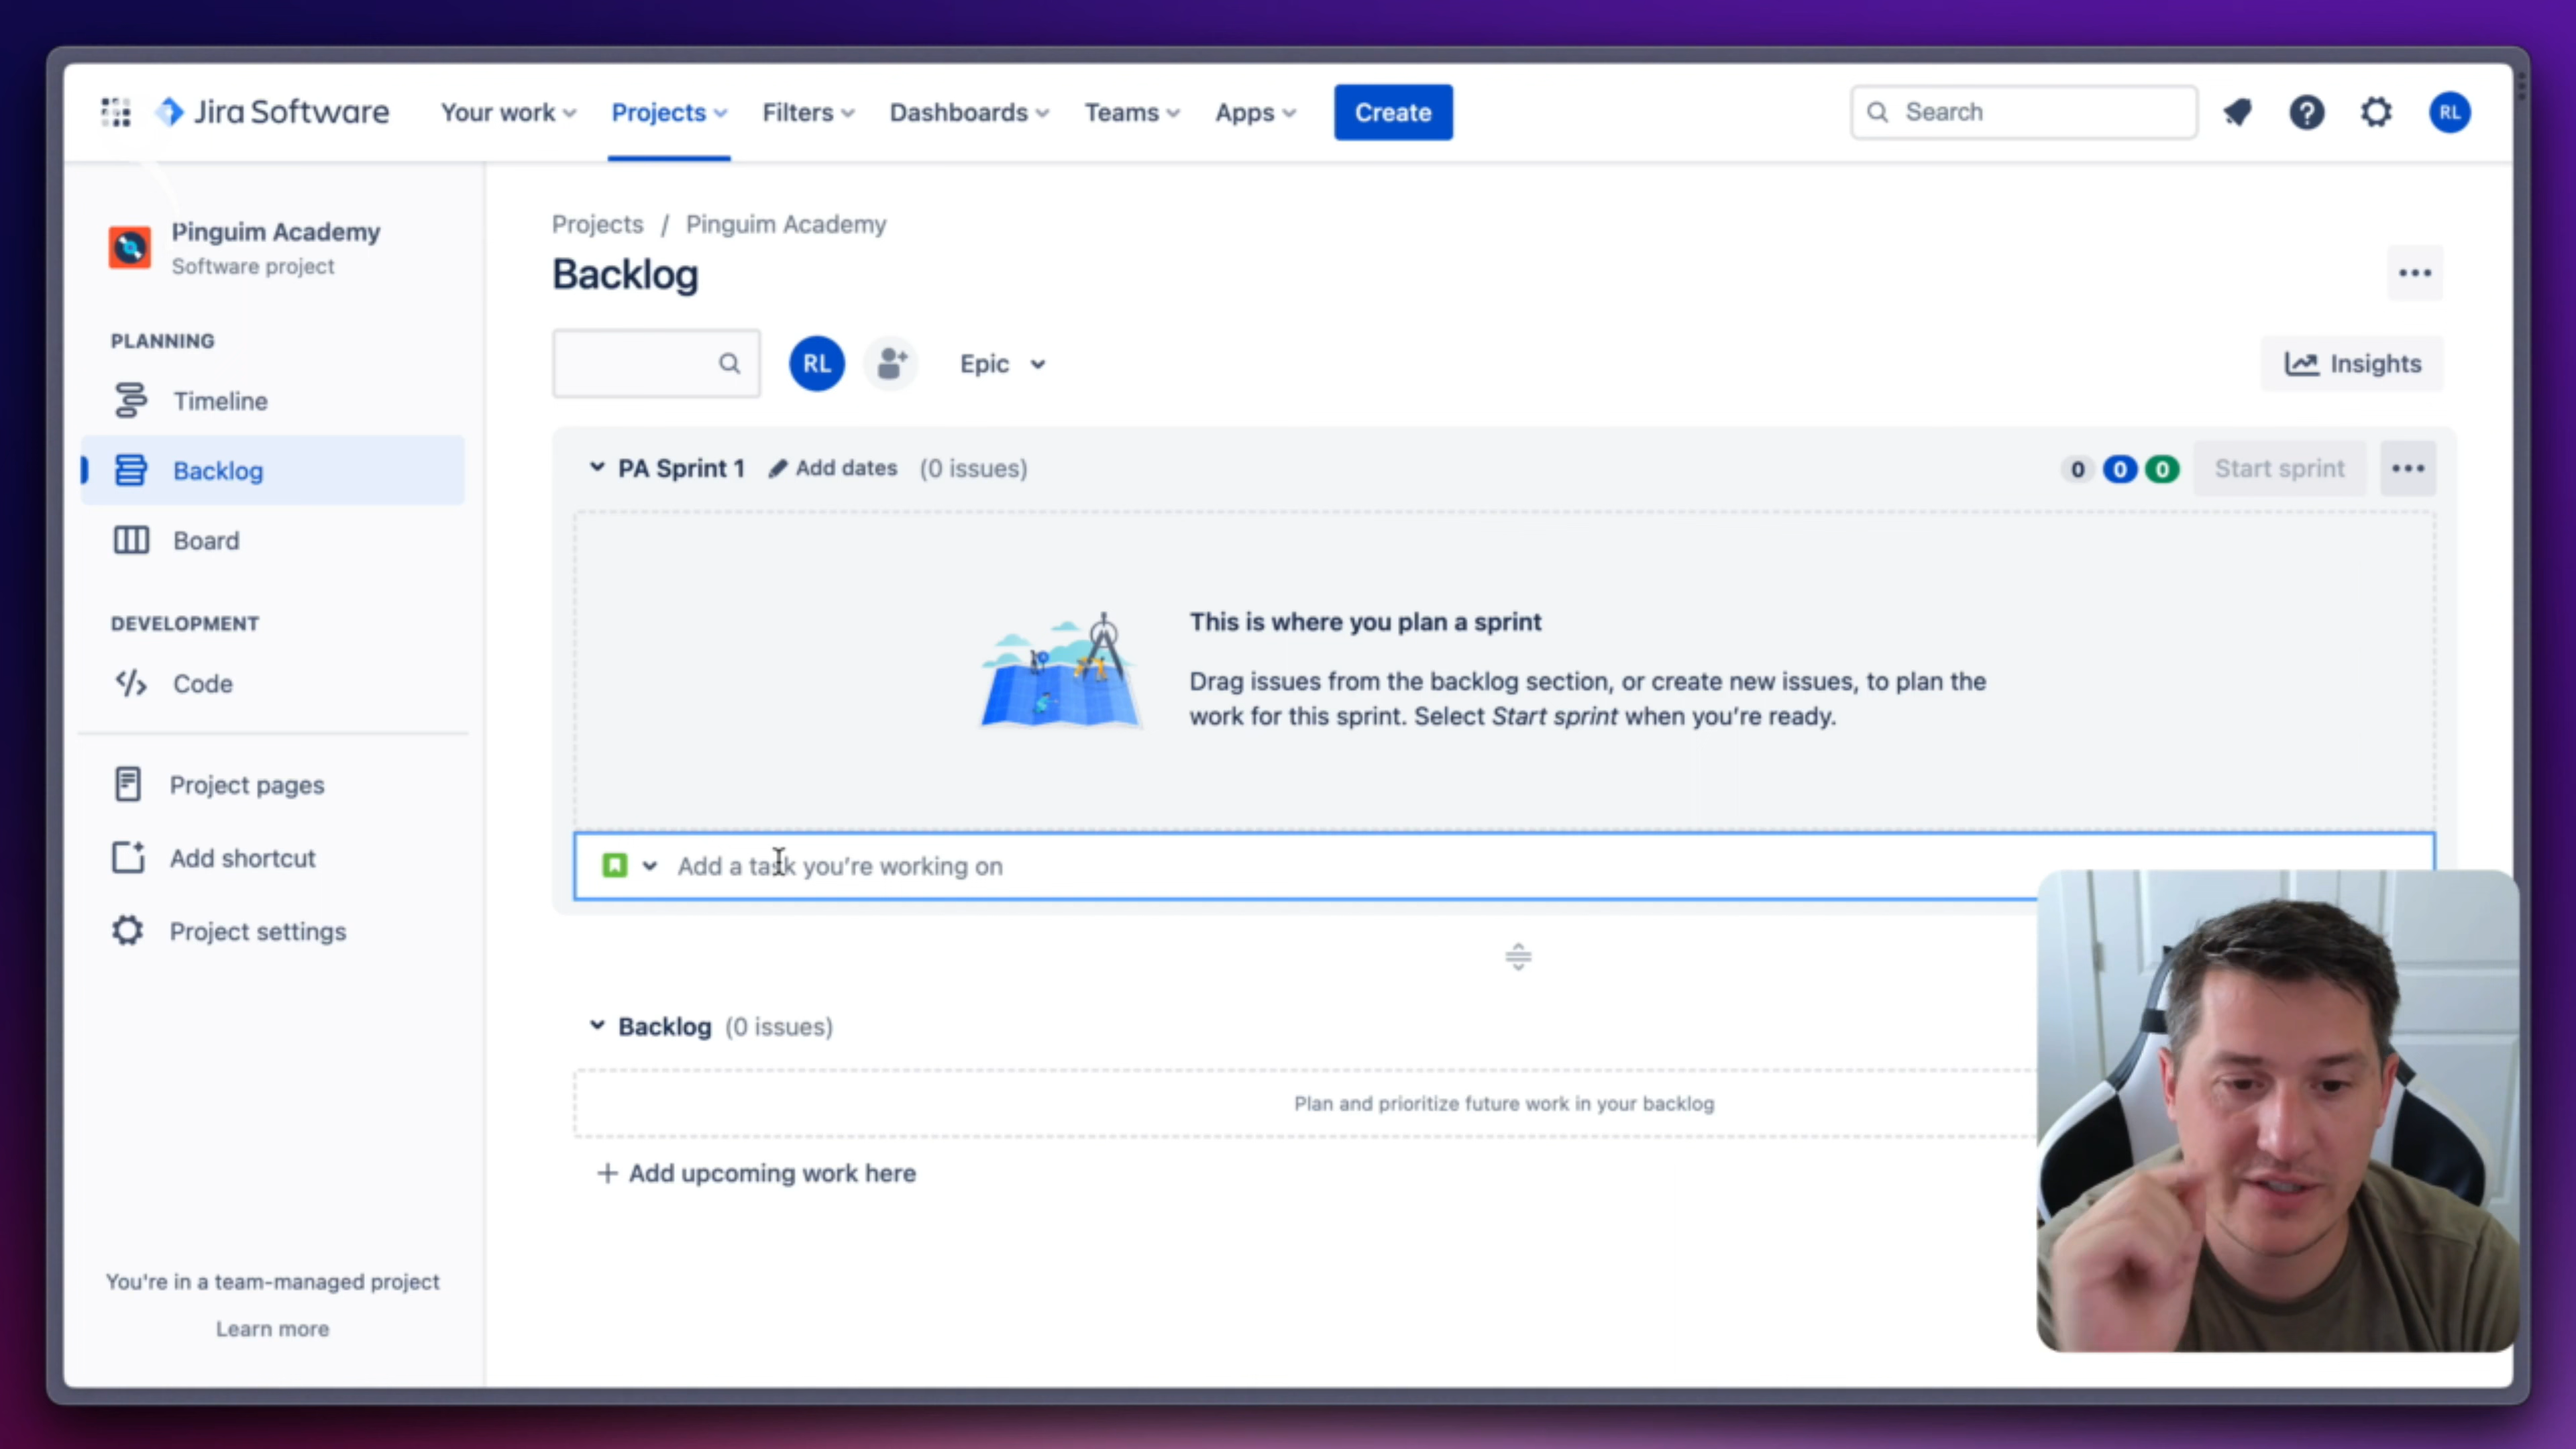 Jira Software
Your work
Projects
Filters
Dashboards
Teams
Apps
Create
Search
RL
Pinguim Academy
Software project
PLANNING
Timeline
Backlog
Board
DEVELOPMENT
Code
Project pages
Add shortcut
Project settings
You're in a team-managed project
Learn more
Projects / Pinguim Academy
Backlog
RL
Epic
Insights
PA Sprint 1 Add dates (0 issues)
0 0 0 Start sprint
This is where you plan a sprint
Drag issues from the backlog section, or create new issues, to plan the
work for this sprint. Select Start sprint when you're ready.
Add a task you're working on
Backlog (0 issues)
Plan and prioritize future work in your backlog
+ Add upcoming work here